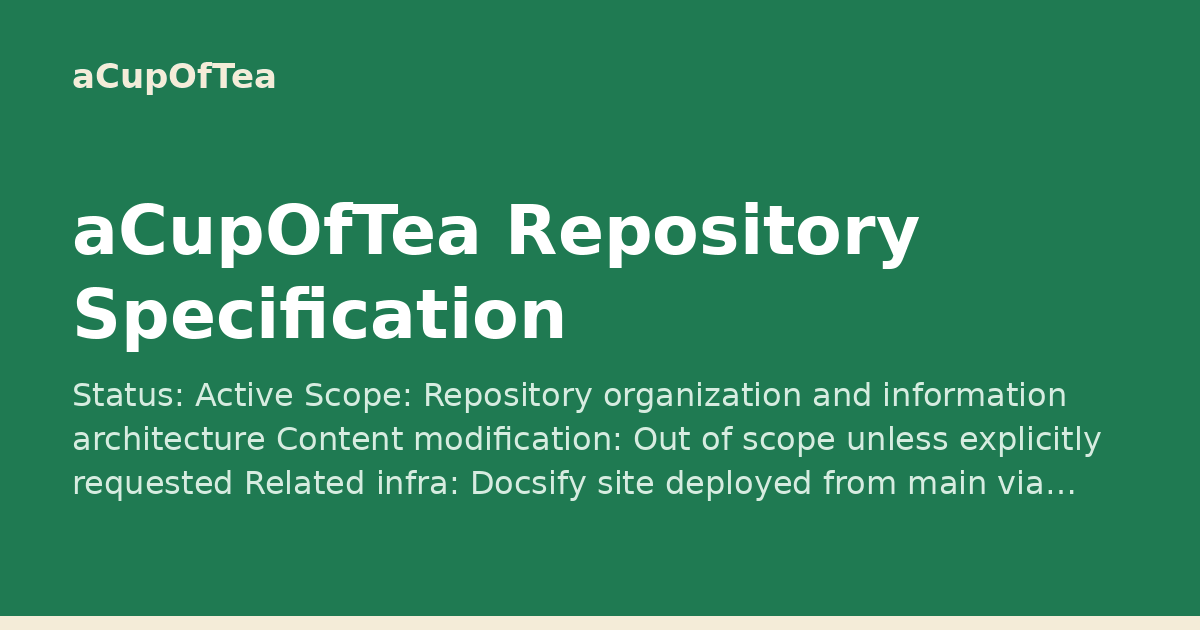 aCupOfTea
aCupOfTea Repository
Specification
Status: Active Scope: Repository organization and information
architecture Content modification: Out of scope unless explicitly
requested Related infra: Docsify site deployed from main via…